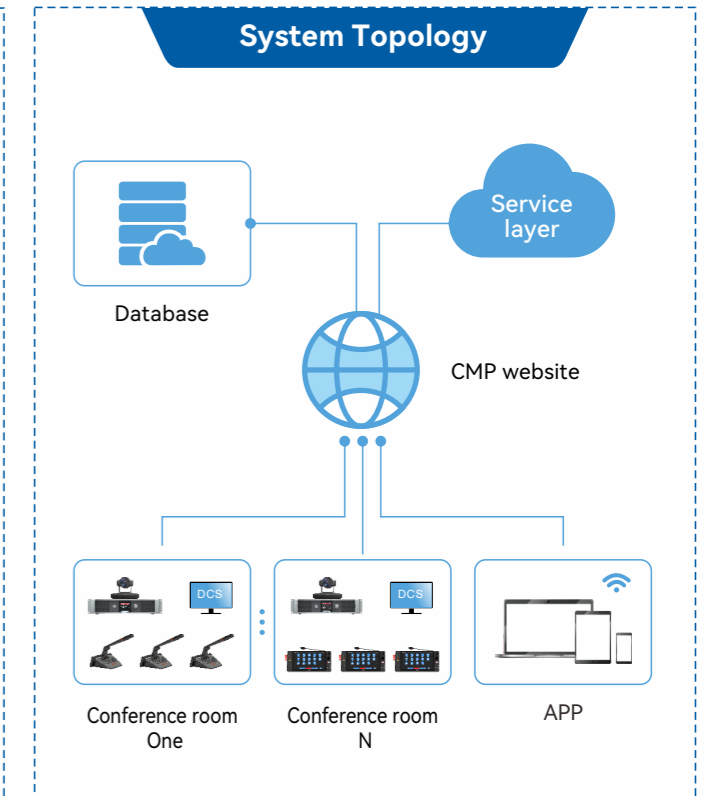 System Topology
Service
layer
Database
CMP website
DCS
DCS
Conference room
One
Conference room
N
APP